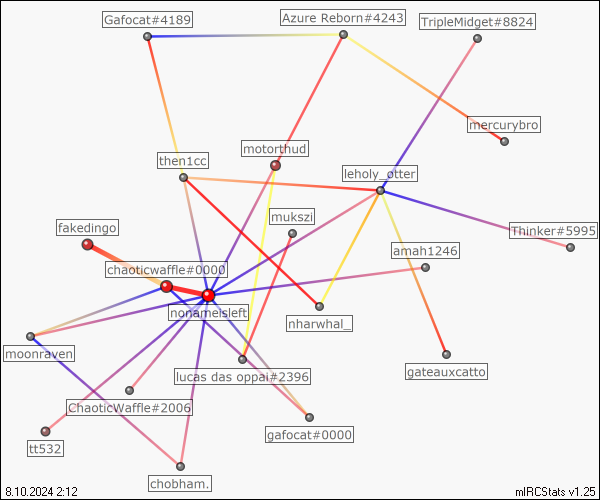 Gafocat#4189
Azure Reborn#4243
TripleMidget#8824
mercurybro
motorthud
then1cc
leholy_otter
mukszi
fakedingo
Thinker#5995
amah1246
chaoticwaffle#0000
nonameisleft
nharwhal_
moonraven
gateauxcatto
lucas das oppai#2396
ChaoticWaffle#2006
gafocat#0000
tt532
chobham.
8.10.2024 2:12
mIRCStats v1.25